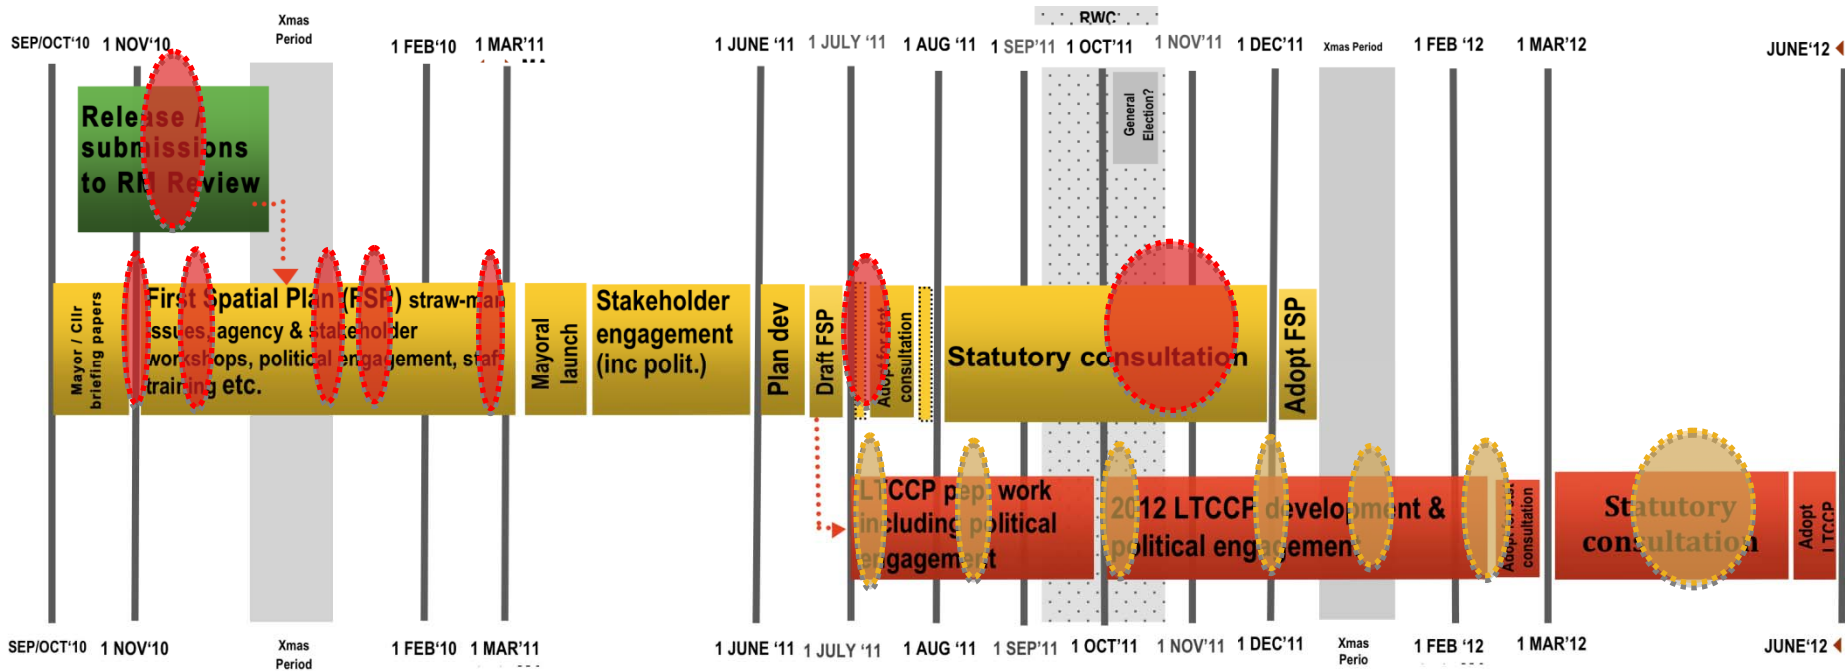 RWC
SEP/OCT'10
1 NOV'10
Xmas
Period
1 FEB'10
1 MAR'11
1 JUNE '11
1 JULY '11
1 AUG '11
1 SEP'11
1 OCT'11
1 NOV'11
1 DEC'11
Xmas Period
1 FEB '12
1 MAR'12
JUNE'12
General
Election?
Release /
submissions
to RM Review
Mayor / Cllr
briefing papers
First Spatial Plan (FSP) straw-man
issues, agency & stakeholder
workshops, political engagement, staff
training etc.
Mayoral
launch
Stakeholder
engagement
(inc polit.)
Plan dev
Draft FSP
Adopt for stat
consultation
Statutory consultation
Adopt FSP
LTCCP pep work
including political
engagement
2012 LTCCP development &
political engagement
Adopt for stat
consultation
Statutory
consultation
Adopt
LTCCP
SEP/OCT'10
1 NOV'10
Xmas
Period
1 FEB'10
1 MAR'11
1 JUNE '11
1 JULY '11
1 AUG '11
1 SEP'11
1 OCT'11
1 NOV'11
1 DEC'11
Xmas
Perio
1 FEB '12
1 MAR'12
JUNE'12